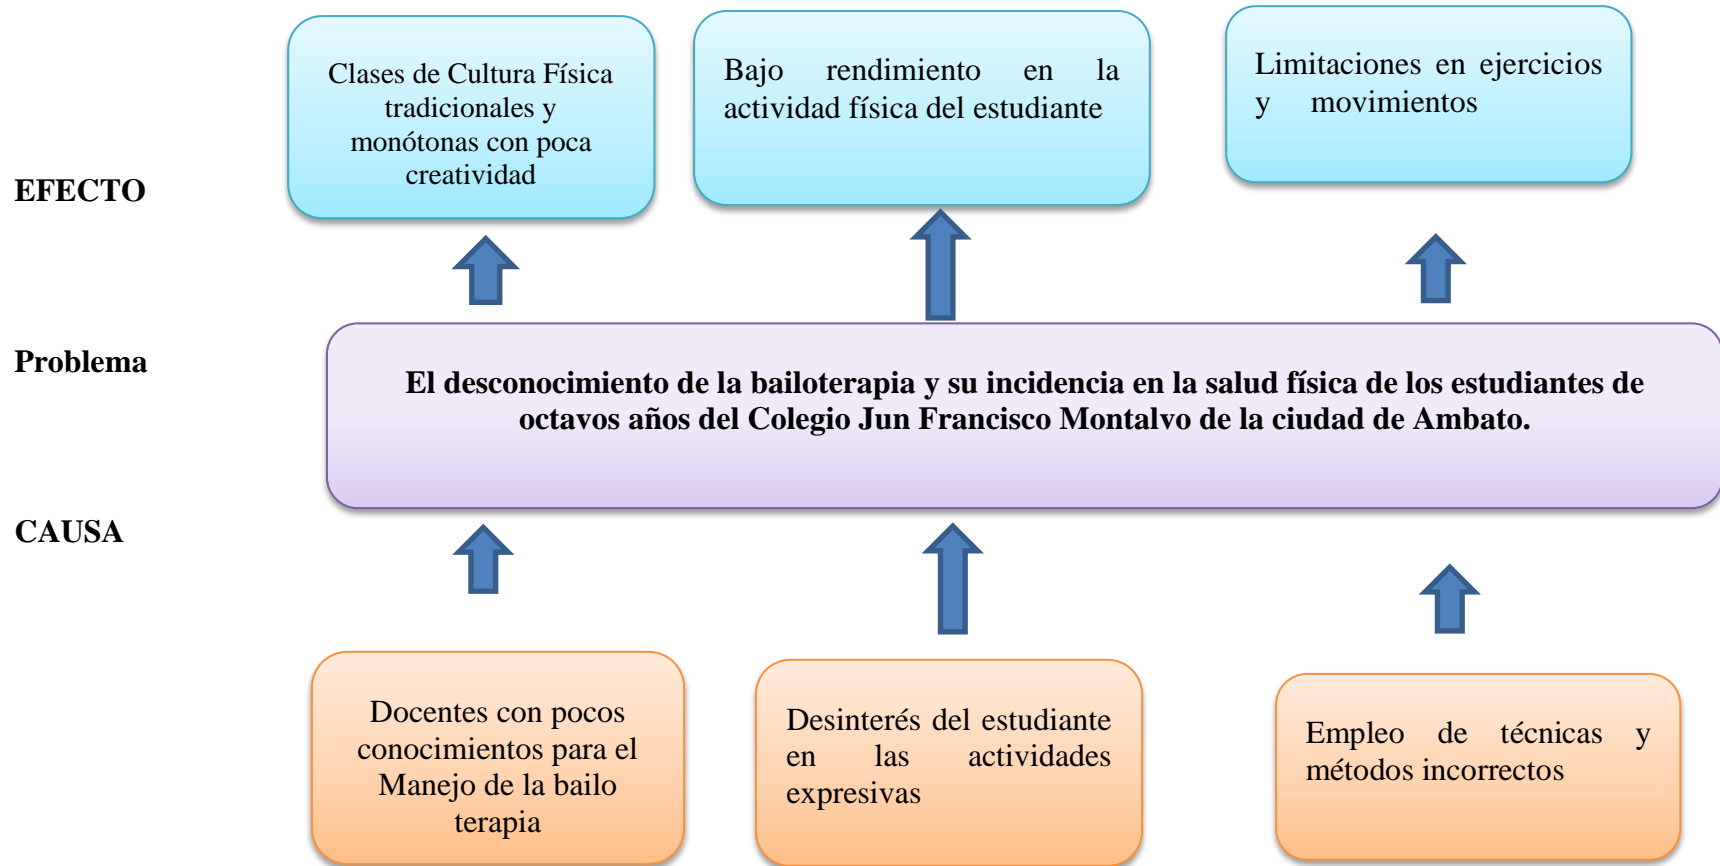 Clases de Cultura Física
tradicionales y
monótonas con poca
creatividad
Bajo rendimiento en la
actividad física del estudiante
Limitaciones en ejercicios
y movimientos
EFECTO
Problema
El desconocimiento de la bailoterapia y su incidencia en la salud física de los estudiantes de
octavos años del Colegio Jun Francisco Montalvo de la ciudad de Ambato.
CAUSA
Docentes con pocos
conocimientos para el
Manejo de la bailo
terapia
Desinterés del estudiante
en las actividades
expresivas
Empleo de técnicas y
métodos incorrectos